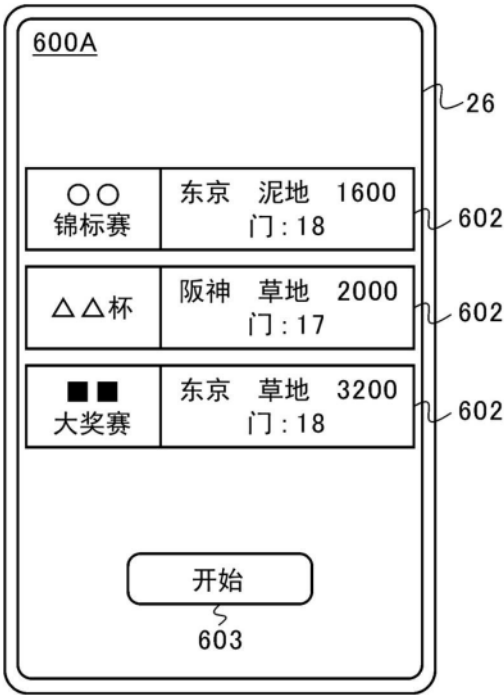 600A
26
○○
锦标赛
东京 泥地 1600
门:18
602
△△杯
阪神 草地 2000
门:17
602
■■
大奖赛
东京 草地 3200
门:18
602
开始
603